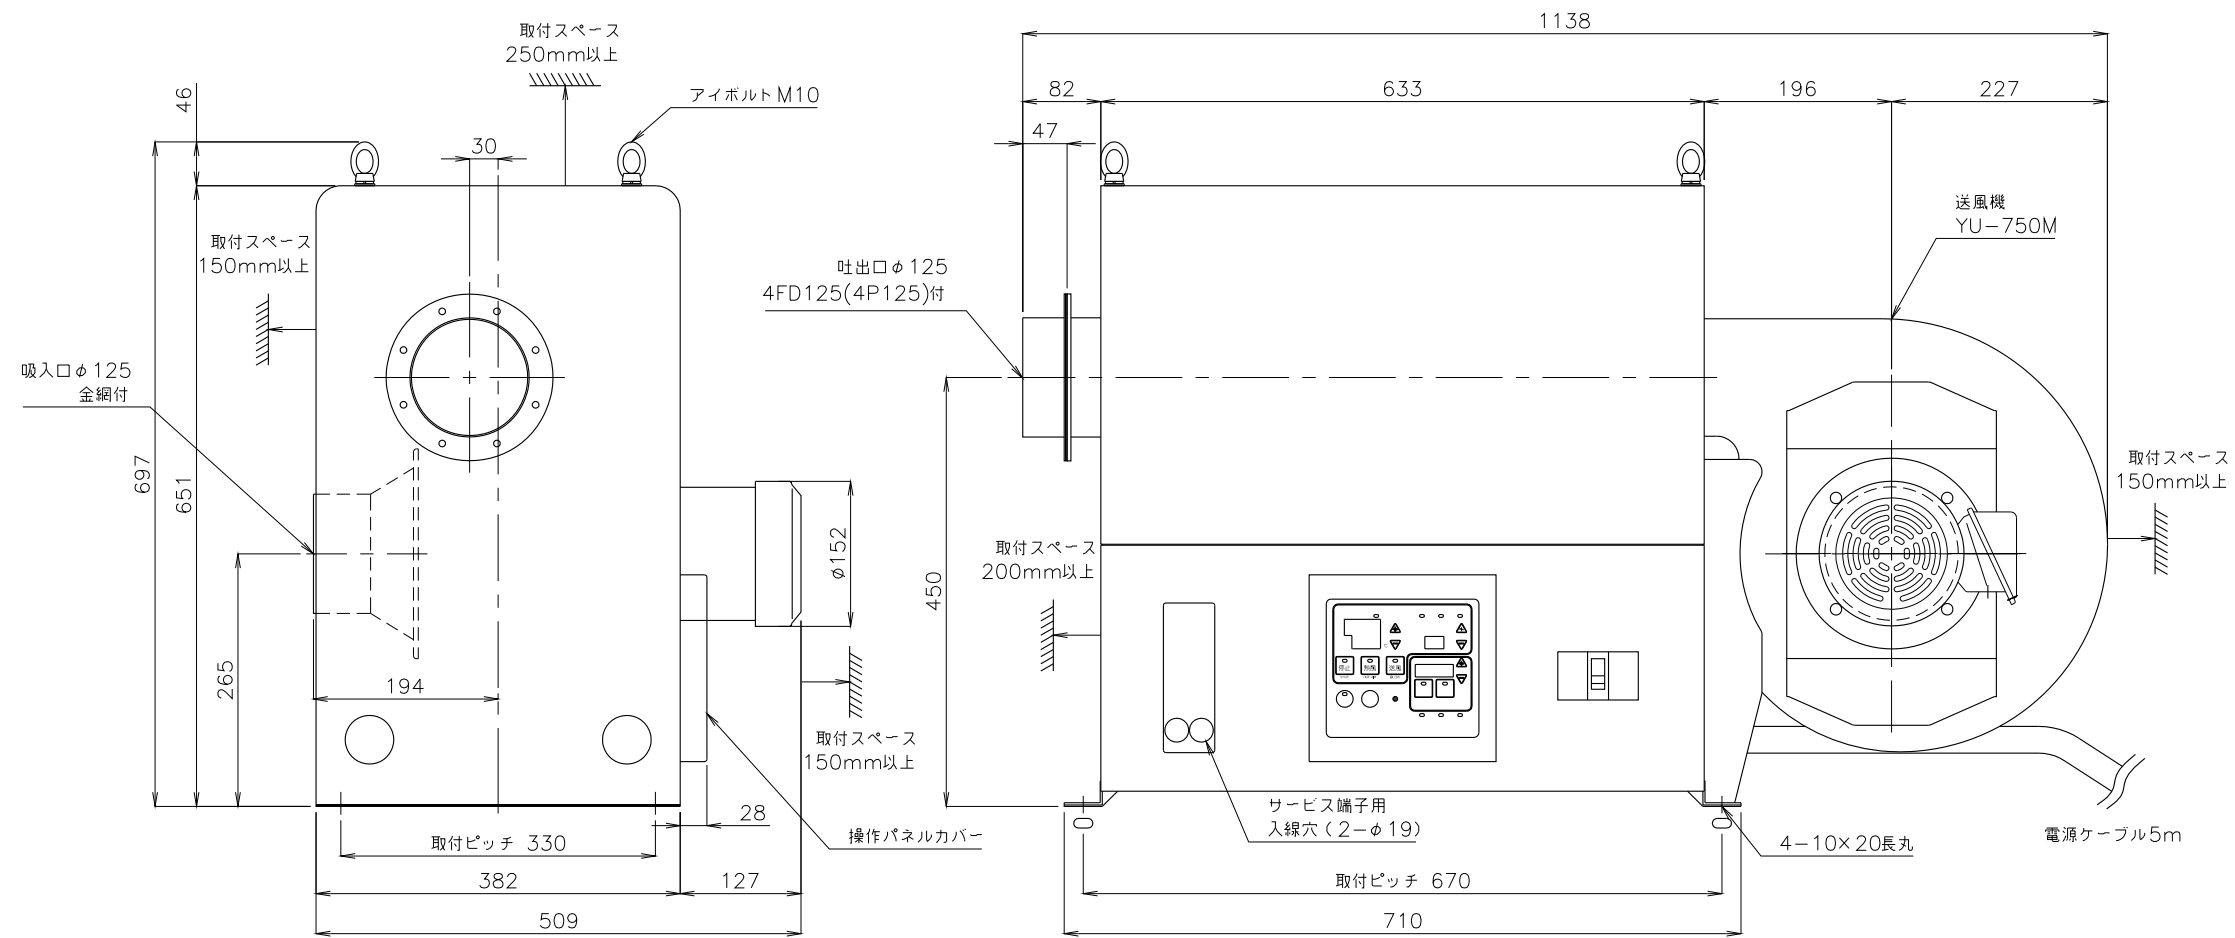 取付スペース
250mm以上
アイボルトM10
46
30
取付スペース
150mm以上
吸入口φ125
金網付
697
651
265
194
φ152
取付スペース
150mm以上
28
操作パネルカバー
取付ピッチ 330
382
127
509
1138
82
633
196
227
47
送風機
YU-750M
吐出口φ125
4FD125(4P125)付
取付スペース
150mm以上
取付スペース
200mm以上
450
停止
熱風
送風
サービス端子用
入線穴(2-φ19)
4-10×20長丸
電源ケーブル5m
取付ピッチ 670
710